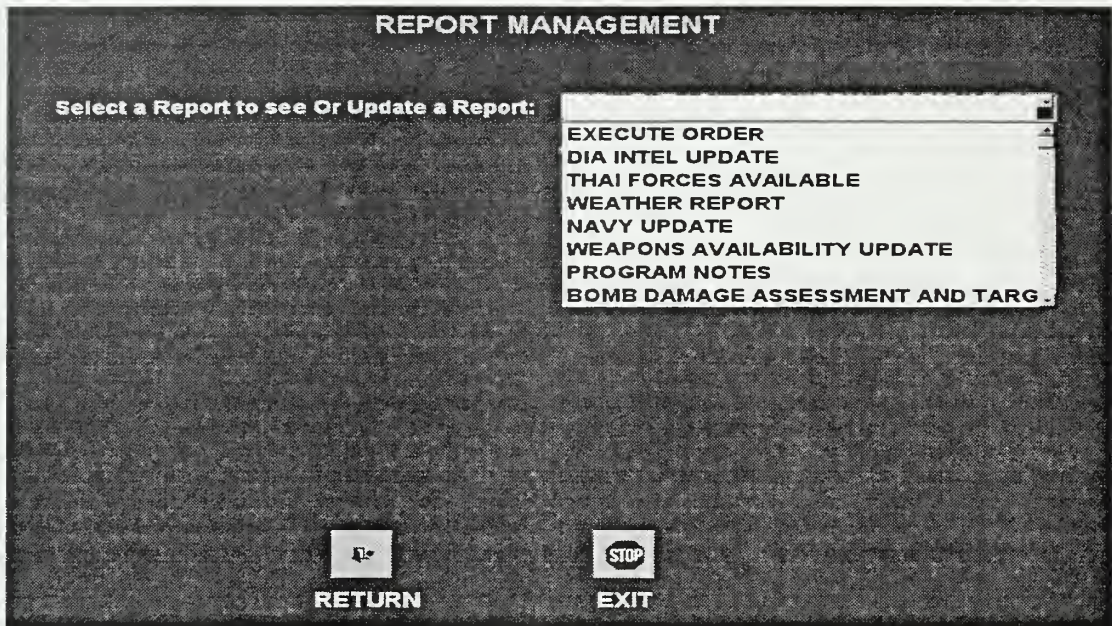 REPORT MANAGEMENT
Select a Report to see Or Update a Report:
EXECUTE ORDER
DIA INTEL UPDATE
THAI FORCES AVAILABLE
WEATHER REPORT
NAVY UPDATE
WEAPONS AVAILABILITY UPDATE
PROGRAM NOTES
BOMB DAMAGE ASSESSMENT AND TARG
STOP
RETURN
EXIT